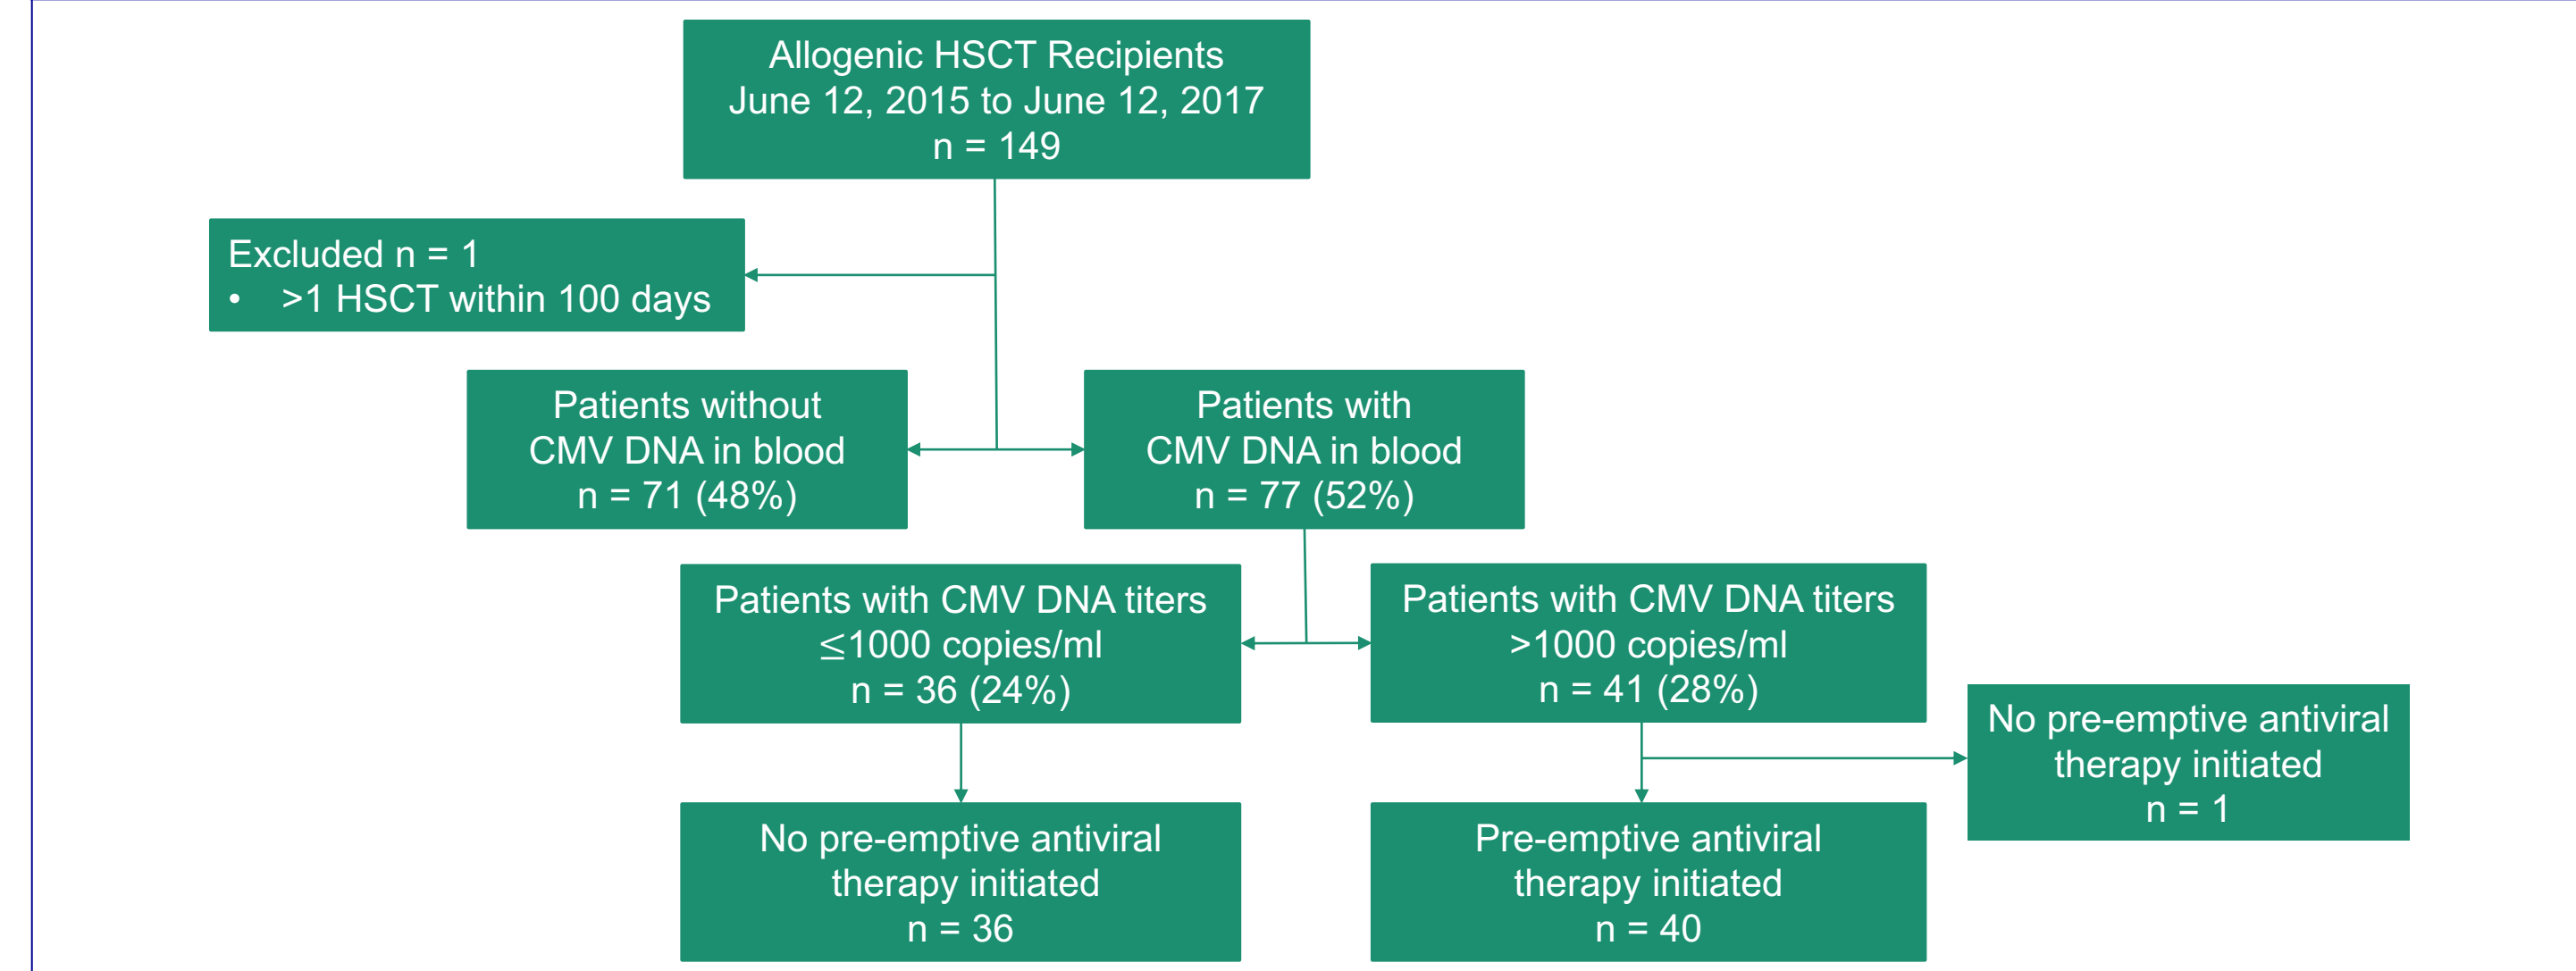 Allogenic HSCT Recipients
June 12, 2015 to June 12, 2017
n = 149
Excluded n = 1
• >1 HSCT within 100 days
Patients without
CMV DNA in blood
n = 71 (48%)
Patients with
CMV DNA in blood
n = 77 (52%)
Patients with CMV DNA titers
≤1000 copies/ml
n = 36 (24%)
Patients with CMV DNA titers
>1000 copies/ml
n = 41 (28%)
No pre-emptive antiviral
therapy initiated
n = 1
No pre-emptive antiviral
therapy initiated
n = 36
Pre-emptive antiviral
therapy initiated
n = 40